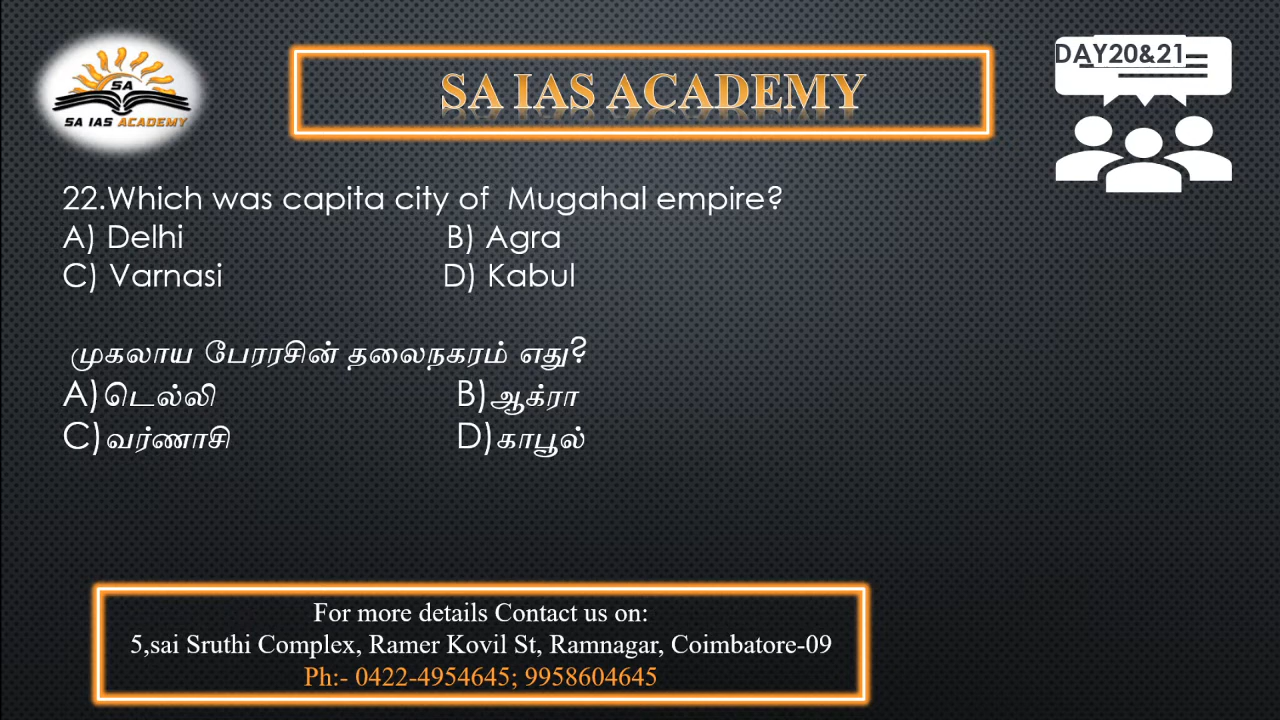 SA
SA IAS ACADEMY
SA IAS ACADEMY
DAY20&21
22.Which was capita city of Mugahal empire?
A) Delhi B) Agra
C) Varnasi D) Kabul
முகலாய பேரரசின் தலைநகரம் எது?
A)டெல்லி B)ஆக்ரா
C)வர்ணாசி D)காபூல்
For more details Contact us on:
5,sai Sruthi Complex, Ramer Kovil St, Ramnagar, Coimbatore-09
Ph:- 0422-4954645; 9958604645